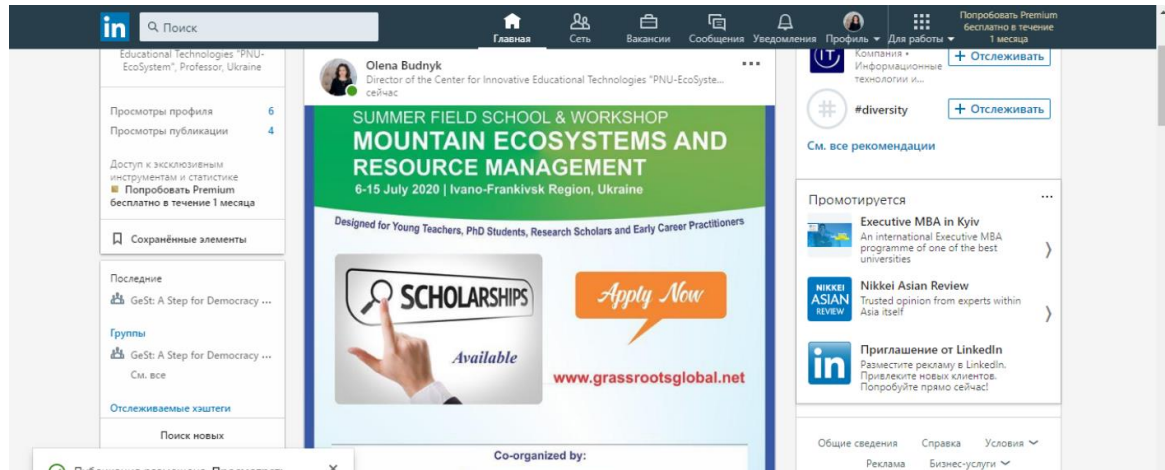 in
Поиск
Главная
Сеть
Вакансии
Сообщения
Уведомления
Профиль
Для работы
Попробовать Premium
бесплатно в течение
1 месяца
Educational Technologies "PNU-
EcoSystem", Professor, Ukraine
Просмотры профиля 6
Просмотры публикации 4
Доступ к эксклюзивным
инструментам и статистике
Попробовать Premium
бесплатно в течение 1 месяца
Сохранённые элементы
Последние
GeSt: A Step for Democracy ...
Группы
GeSt: A Step for Democracy ...
См. все
Отслеживаемые хэштеги
Поиск новых
Olena Budnyk
Director of the Center for Innovative Educational Technologies "PNU-EcoSyste...
сейчас
SUMMER FIELD SCHOOL & WORKSHOP
MOUNTAIN ECOSYSTEMS AND
RESOURCE MANAGEMENT
6-15 July 2020 | Ivano-Frankivsk Region, Ukraine
Designed for Young Teachers, PhD Students, Research Scholars and Early Career Practitioners
SCHOLARSHIPS
Available
Apply Now
www.grassrootsglobal.net
Co-organized by:
IT
Компания •
Информационные
технологии и...
+ Отслеживать
#
#diversity
+ Отслеживать
См. все рекомендации
Промотируется
Executive MBA in Kyiv
An international Executive MBA
programme of one of the best
universities
NIKKEI
ASIAN
REVIEW
Nikkei Asian Review
Trusted opinion from experts within
Asia itself
in
Приглашение от LinkedIn
Разместите рекламу в LinkedIn.
Привлеките новых клиентов.
Попробуйте прямо сейчас!
Общие сведения Справка Условия
Реклама Бизнес-услуги